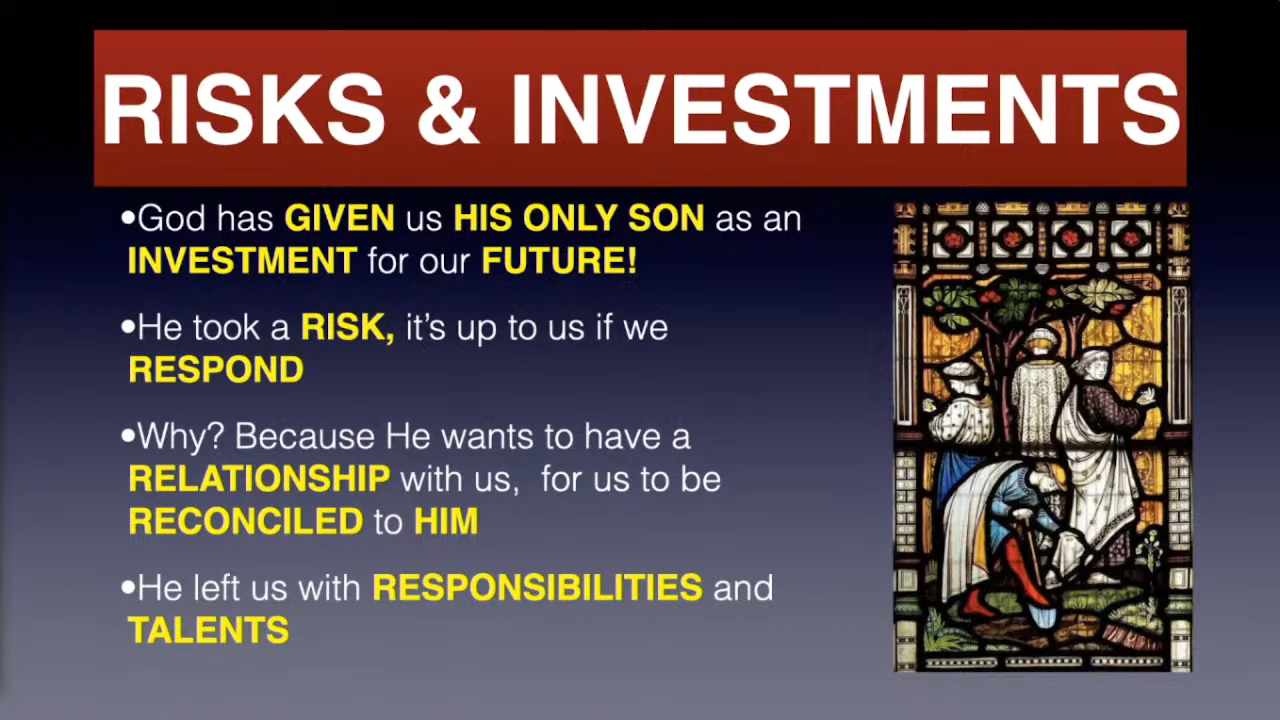 RISKS & INVESTMENTS
•God has GIVEN us HIS ONLY SON as an
INVESTMENT for our FUTURE!
•He took a RISK, it’s up to us if we
RESPOND
•Why? Because He wants to have a
RELATIONSHIP with us,  for us to be
RECONCILED to HIM
•He left us with RESPONSIBILITIES and
TALENTS